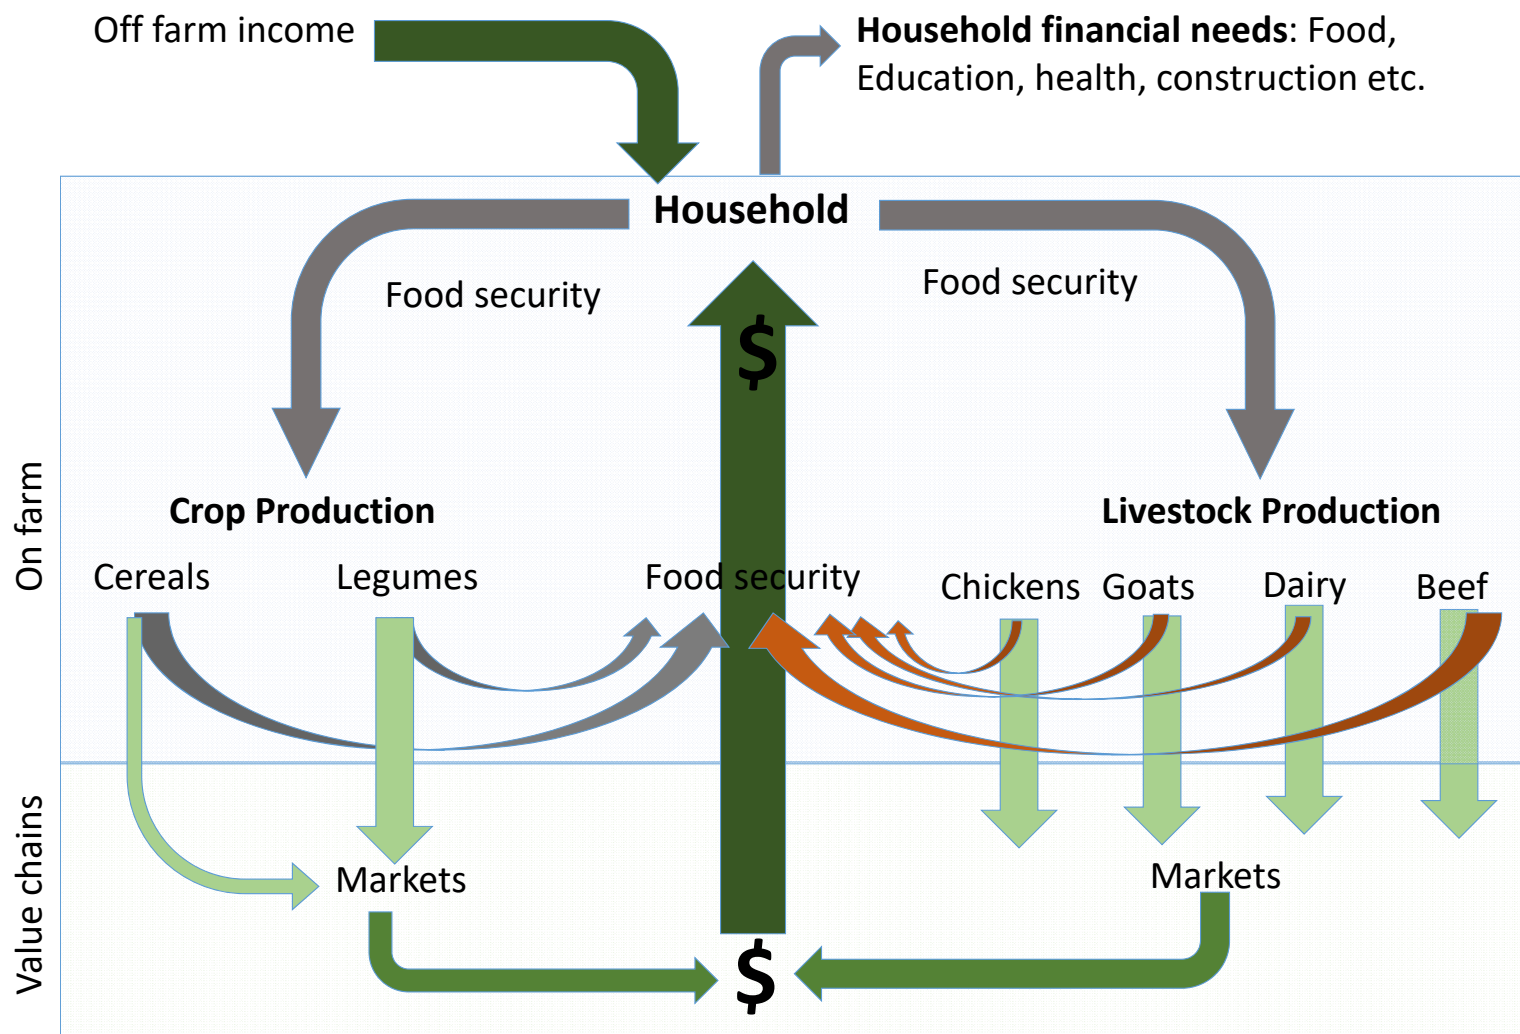 Off farm income
Household financial needs: Food,
Education, health, construction etc.
Household
Food security
Food security
$
On farm
Crop Production
Livestock Production
Cereals
Legumes
Food security
Chickens
Goats
Dairy
Beef
Value chains
Markets
Markets
$